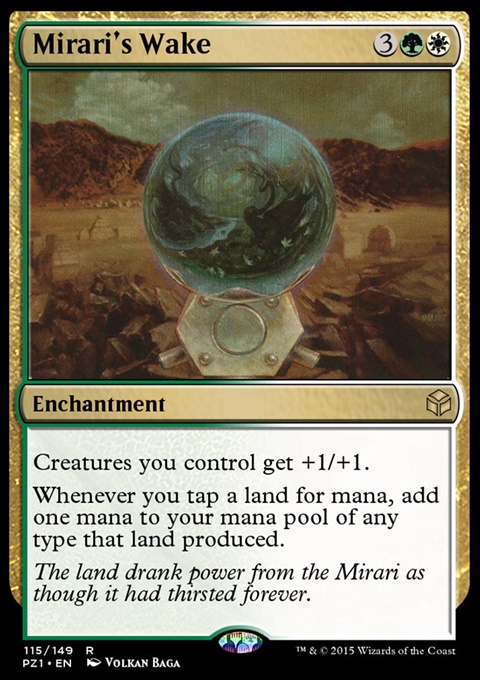 Mirari's Wake 3
Enchantment
Creatures you control get +1/+1.
Whenever you tap a land for mana, add
one mana to your mana pool of any
type that land produced.
The land drank power from the Mirari as
though it had thirsted forever.
115/149 R
PZ1 • EN Volkan Baga
™ & © 2015 Wizards of the Coast